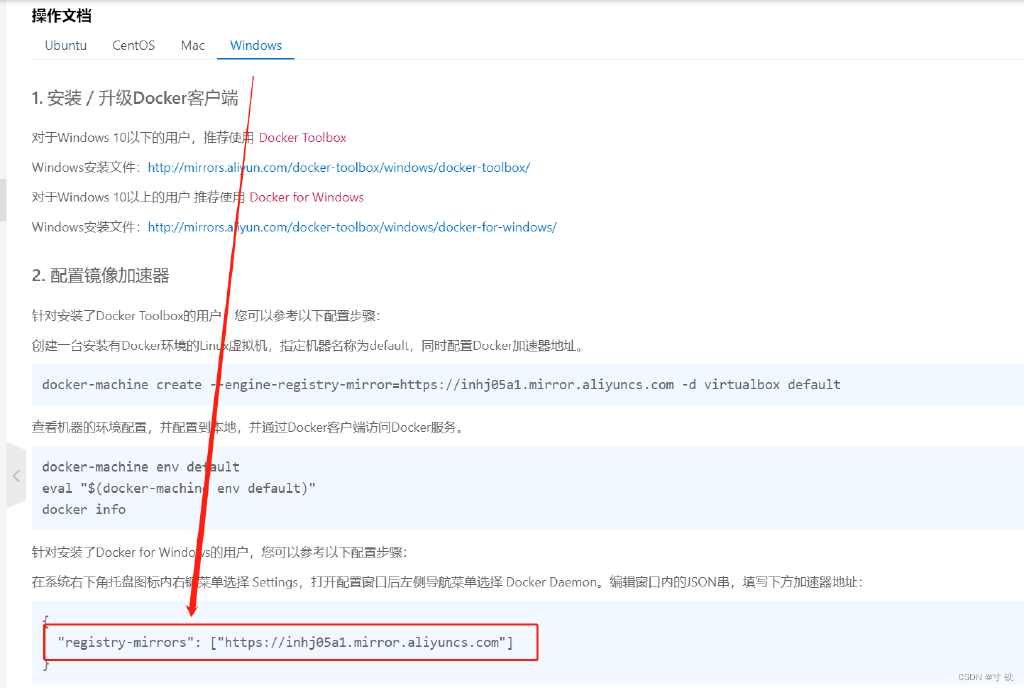 操作文档
Ubuntu CentOS Mac Windows
1. 安装 / 升级Docker客户端
对于Windows 10以下的用户，推荐使用 Docker Toolbox
Windows安装文件：http://mirrors.aliyun.com/docker-toolbox/windows/docker-toolbox/
对于Windows 10以上的用户 推荐使用 Docker for Windows
Windows安装文件：http://mirrors.aliyun.com/docker-toolbox/windows/docker-for-windows/
2. 配置镜像加速器
针对安装了Docker Toolbox的用户，您可以参考以下配置步骤：
创建一台安装有Docker环境的Linux虚拟机，指定机器名称为default，同时配置Docker加速器地址。
docker-machine create --engine-registry-mirror=https://inhj05a1.mirror.aliyuncs.com -d virtualbox default
查看机器的环境配置，并配置到本地，并通过Docker客户端访问Docker服务。
docker-machine env default
eval "$(docker-machine env default)"
docker info
针对安装了Docker for Windows的用户，您可以参考以下配置步骤：
在系统右下角托盘图标内右键菜单选择 Settings，打开配置窗口后左侧导航菜单选择 Docker Daemon。编辑窗口内的JSON串，填写下方加速器地址：
{
"registry-mirrors": ["https://inhj05a1.mirror.aliyuncs.com"]
}
CSDN @寸